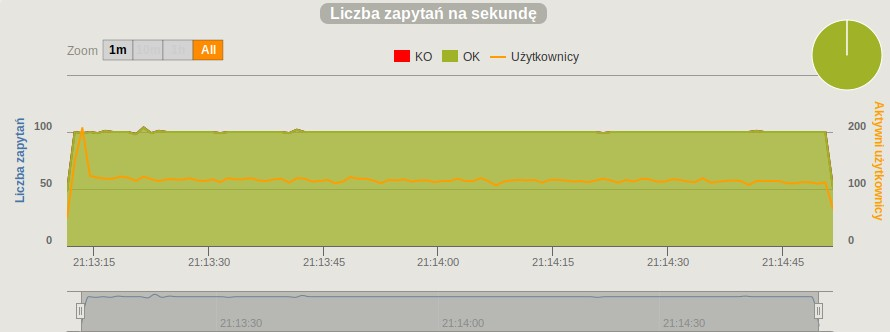 Liczba zapytań na sekundę
Zoom 1m 10m 1h All
KO OK Użytkownicy
Liczba zapytań
Aktywni użytkownicy
100 200
50 100
0 0
21:13:15 21:13:30 21:13:45 21:14:00 21:14:15 21:14:30 21:14:45
21:13:30 21:14:00 21:14:30